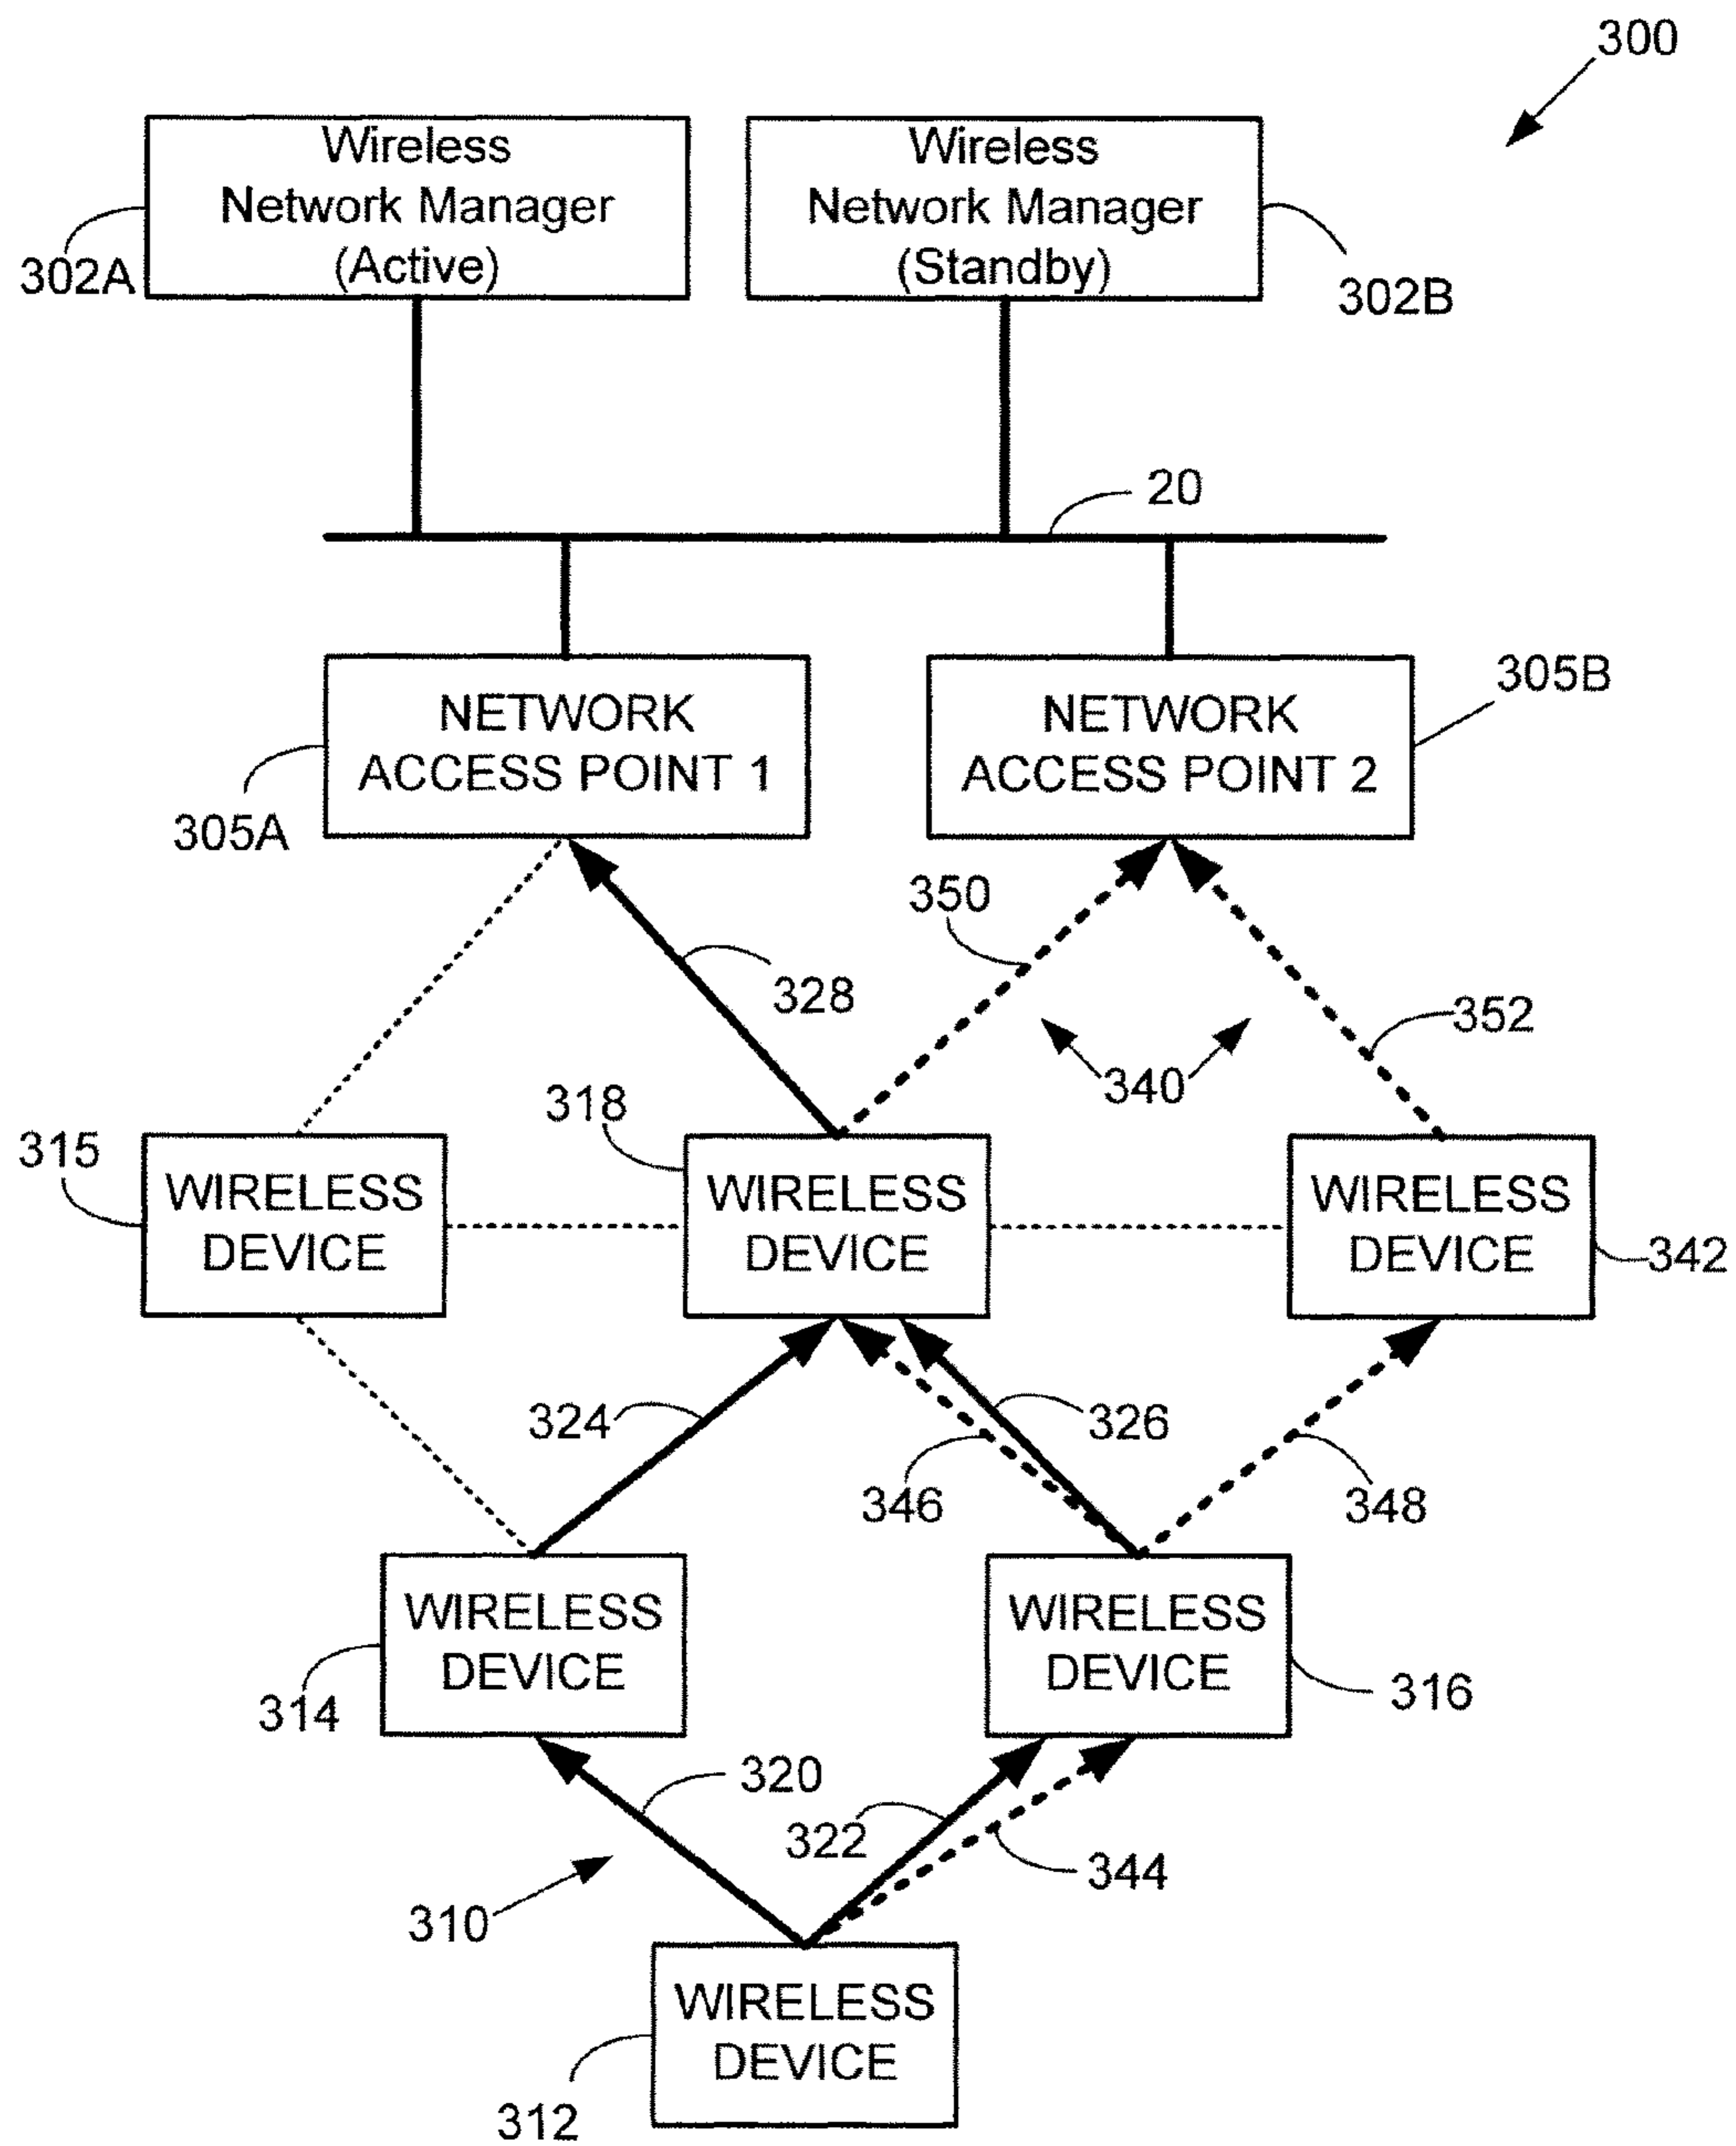 300
Wireless
Network Manager
(Active)
Wireless
Network Manager
(Standby)
302A
302B
20
NETWORK
ACCESS POINT 1
NETWORK
ACCESS POINT 2
305B
305A
350
328
352
340
318
315
WIRELESS
DEVICE
WIRELESS
DEVICE
WIRELESS
DEVICE
342
324
326
346
348
WIRELESS
DEVICE
WIRELESS
DEVICE
314
316
320
322
344
310
WIRELESS
DEVICE
312